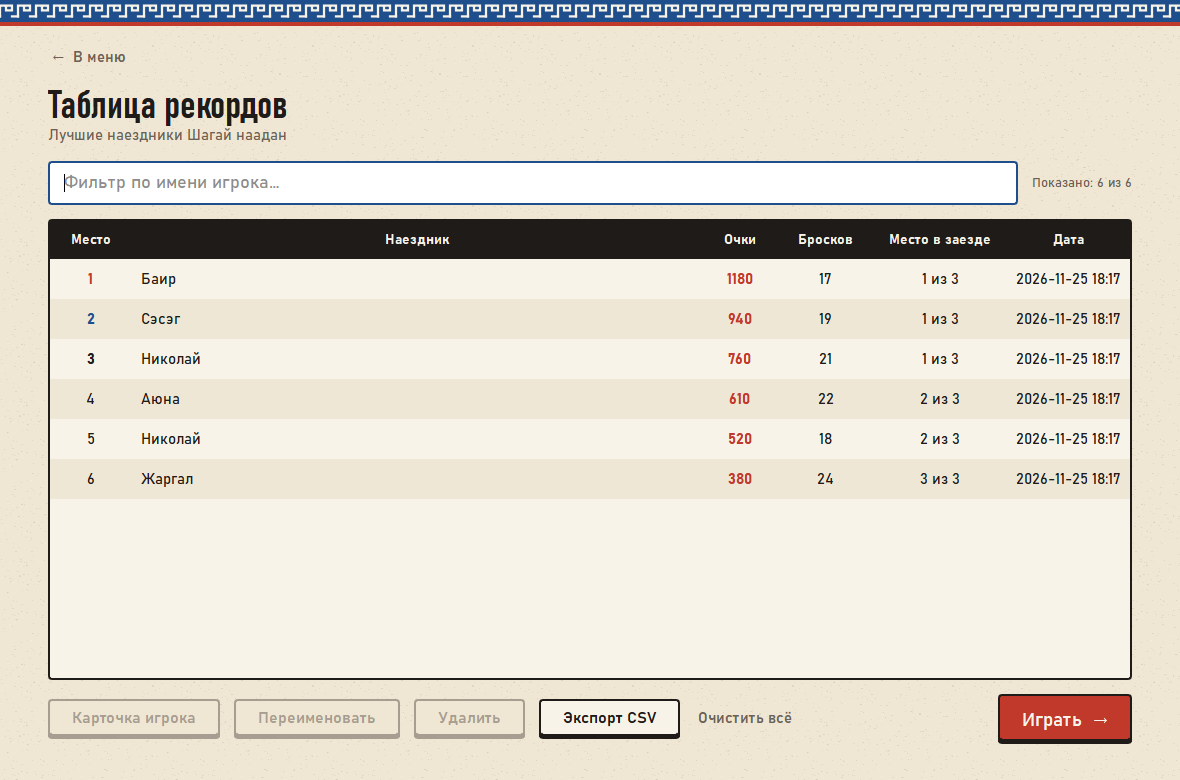 ← В меню
Таблица рекордов
Лучшие наездники Шагай наадан
Фильтр по имени игрока... Показано: 6 из 6
Место Наездник Очки Бросков Место в заезде Дата
1 Баир 1180 17 1 из 3 2026-11-25 18:17
2 Сэсэг 940 19 1 из 3 2026-11-25 18:17
3 Николай 760 21 1 из 3 2026-11-25 18:17
4 Аюна 610 22 2 из 3 2026-11-25 18:17
5 Николай 520 18 2 из 3 2026-11-25 18:17
6 Жаргал 380 24 3 из 3 2026-11-25 18:17
Карточка игрока Переименовать Удалить Экспорт CSV Очистить всё Играть →